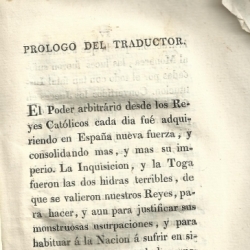 PROLOGO DEL TRADUCTOR.
El Poder arbitrário desde los Re-
yes Católicos cada dia fué adqui-
riendo en España nueva fuerza, y
consolidando mas, y mas su im-
perio. La Inquisicion, y la Toga
fueron las dos hidras terribles, de
que se valieron nuestros Reyes, pa-
ra hacer, y aun para justificar sus
monstruosas usurpaciones, y para
habituar á la Nacion á sufrir en si-